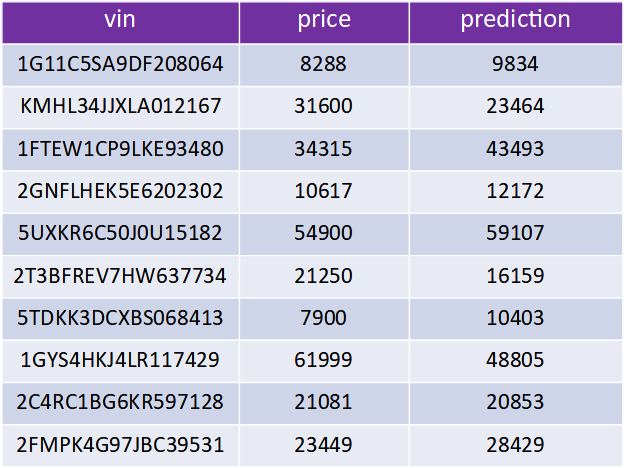 vin price prediction
1G11C5SA9DF208064 8288 9834
KMHL34JJXLA012167 31600 23464
1FTEW1CP9LKE93480 34315 43493
2GNFLHEK5E6202302 10617 12172
5UXKR6C50J0U15182 54900 59107
2T3BFREV7HW637734 21250 16159
5TDKK3DCXBS068413 7900 10403
1GYS4HKJ4LR117429 61999 48805
2C4RC1BG6KR597128 21081 20853
2FMPK4G97JBC39531 23449 28429